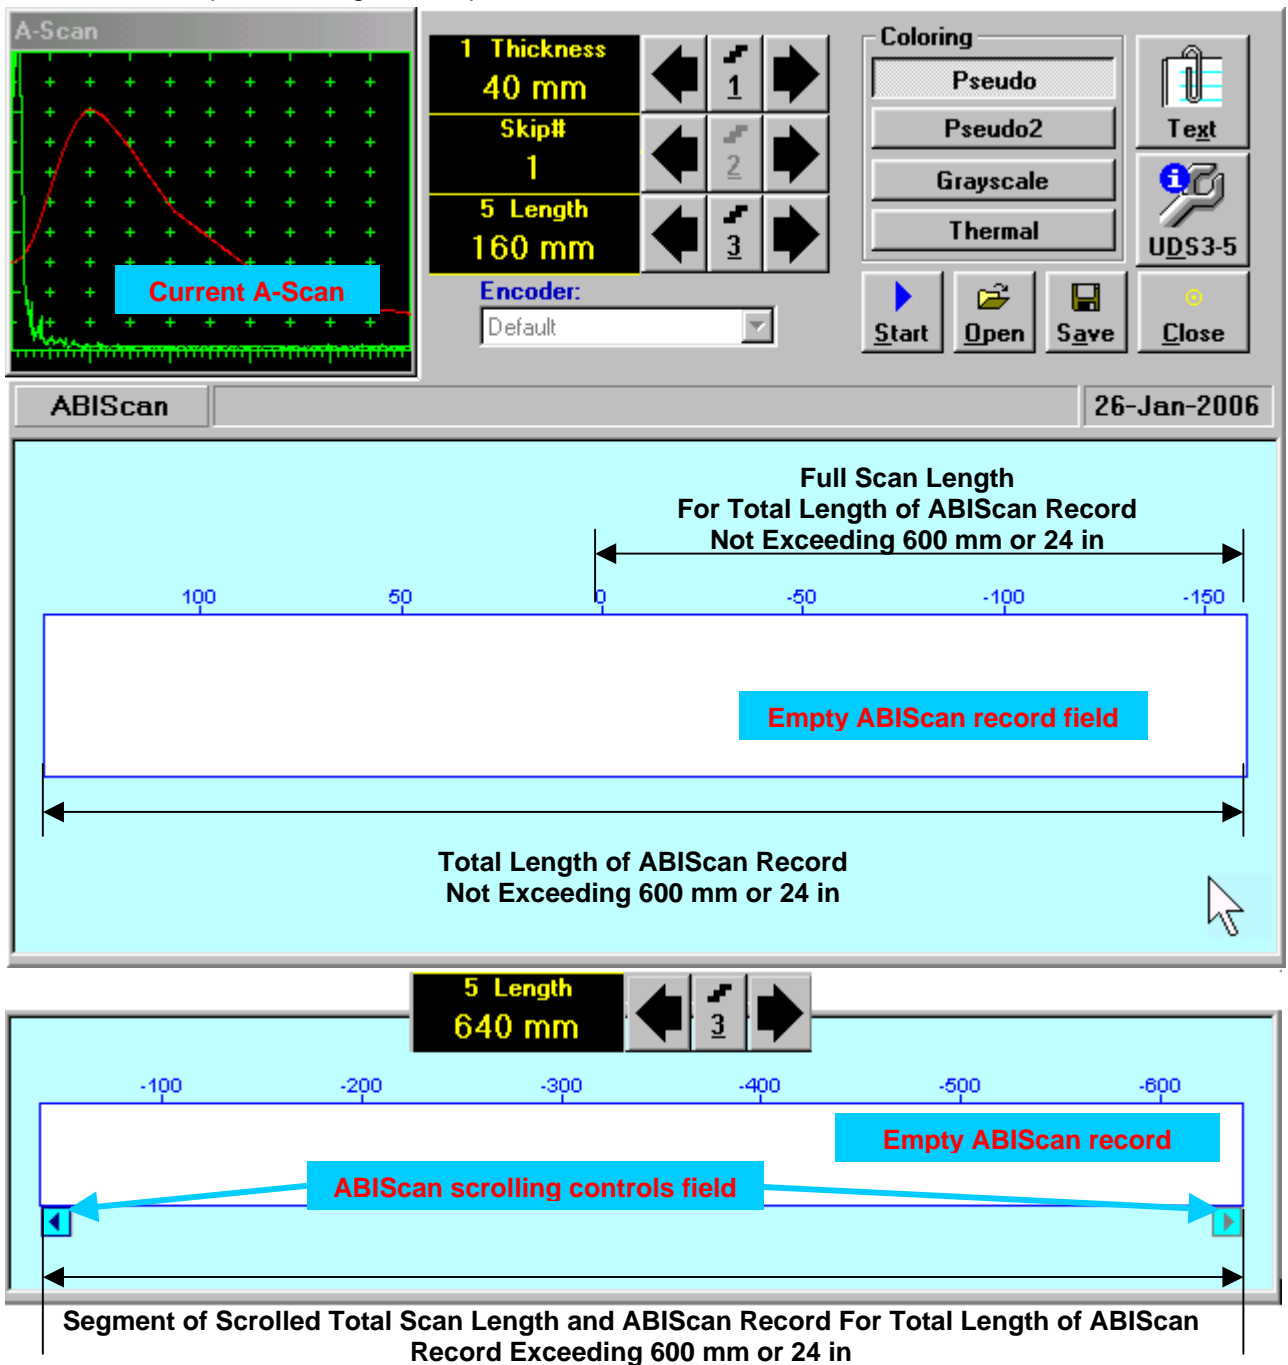 A-Scan
Current A-Scan
1 Thickness
40 mm
1
Skip#
1
2
5 Length
160 mm
3
Encoder:
Default
Coloring
Pseudo
Pseudo2
Grayscale
Thermal
Text
UDS3-5
Start
Open
Save
Close
ABIScan
26-Jan-2006
Full Scan Length
For Total Length of ABIScan Record
Not Exceeding 600 mm or 24 in
100 50 0 -50 -100 -150
Empty ABIScan record field
Total Length of ABIScan Record
Not Exceeding 600 mm or 24 in
5 Length
640 mm
3
-100 -200 -300 -400 -500 -600
Empty ABIScan record
ABIScan scrolling controls field
Segment of Scrolled Total Scan Length and ABIScan Record For Total Length of ABIScan
Record Exceeding 600 mm or 24 in